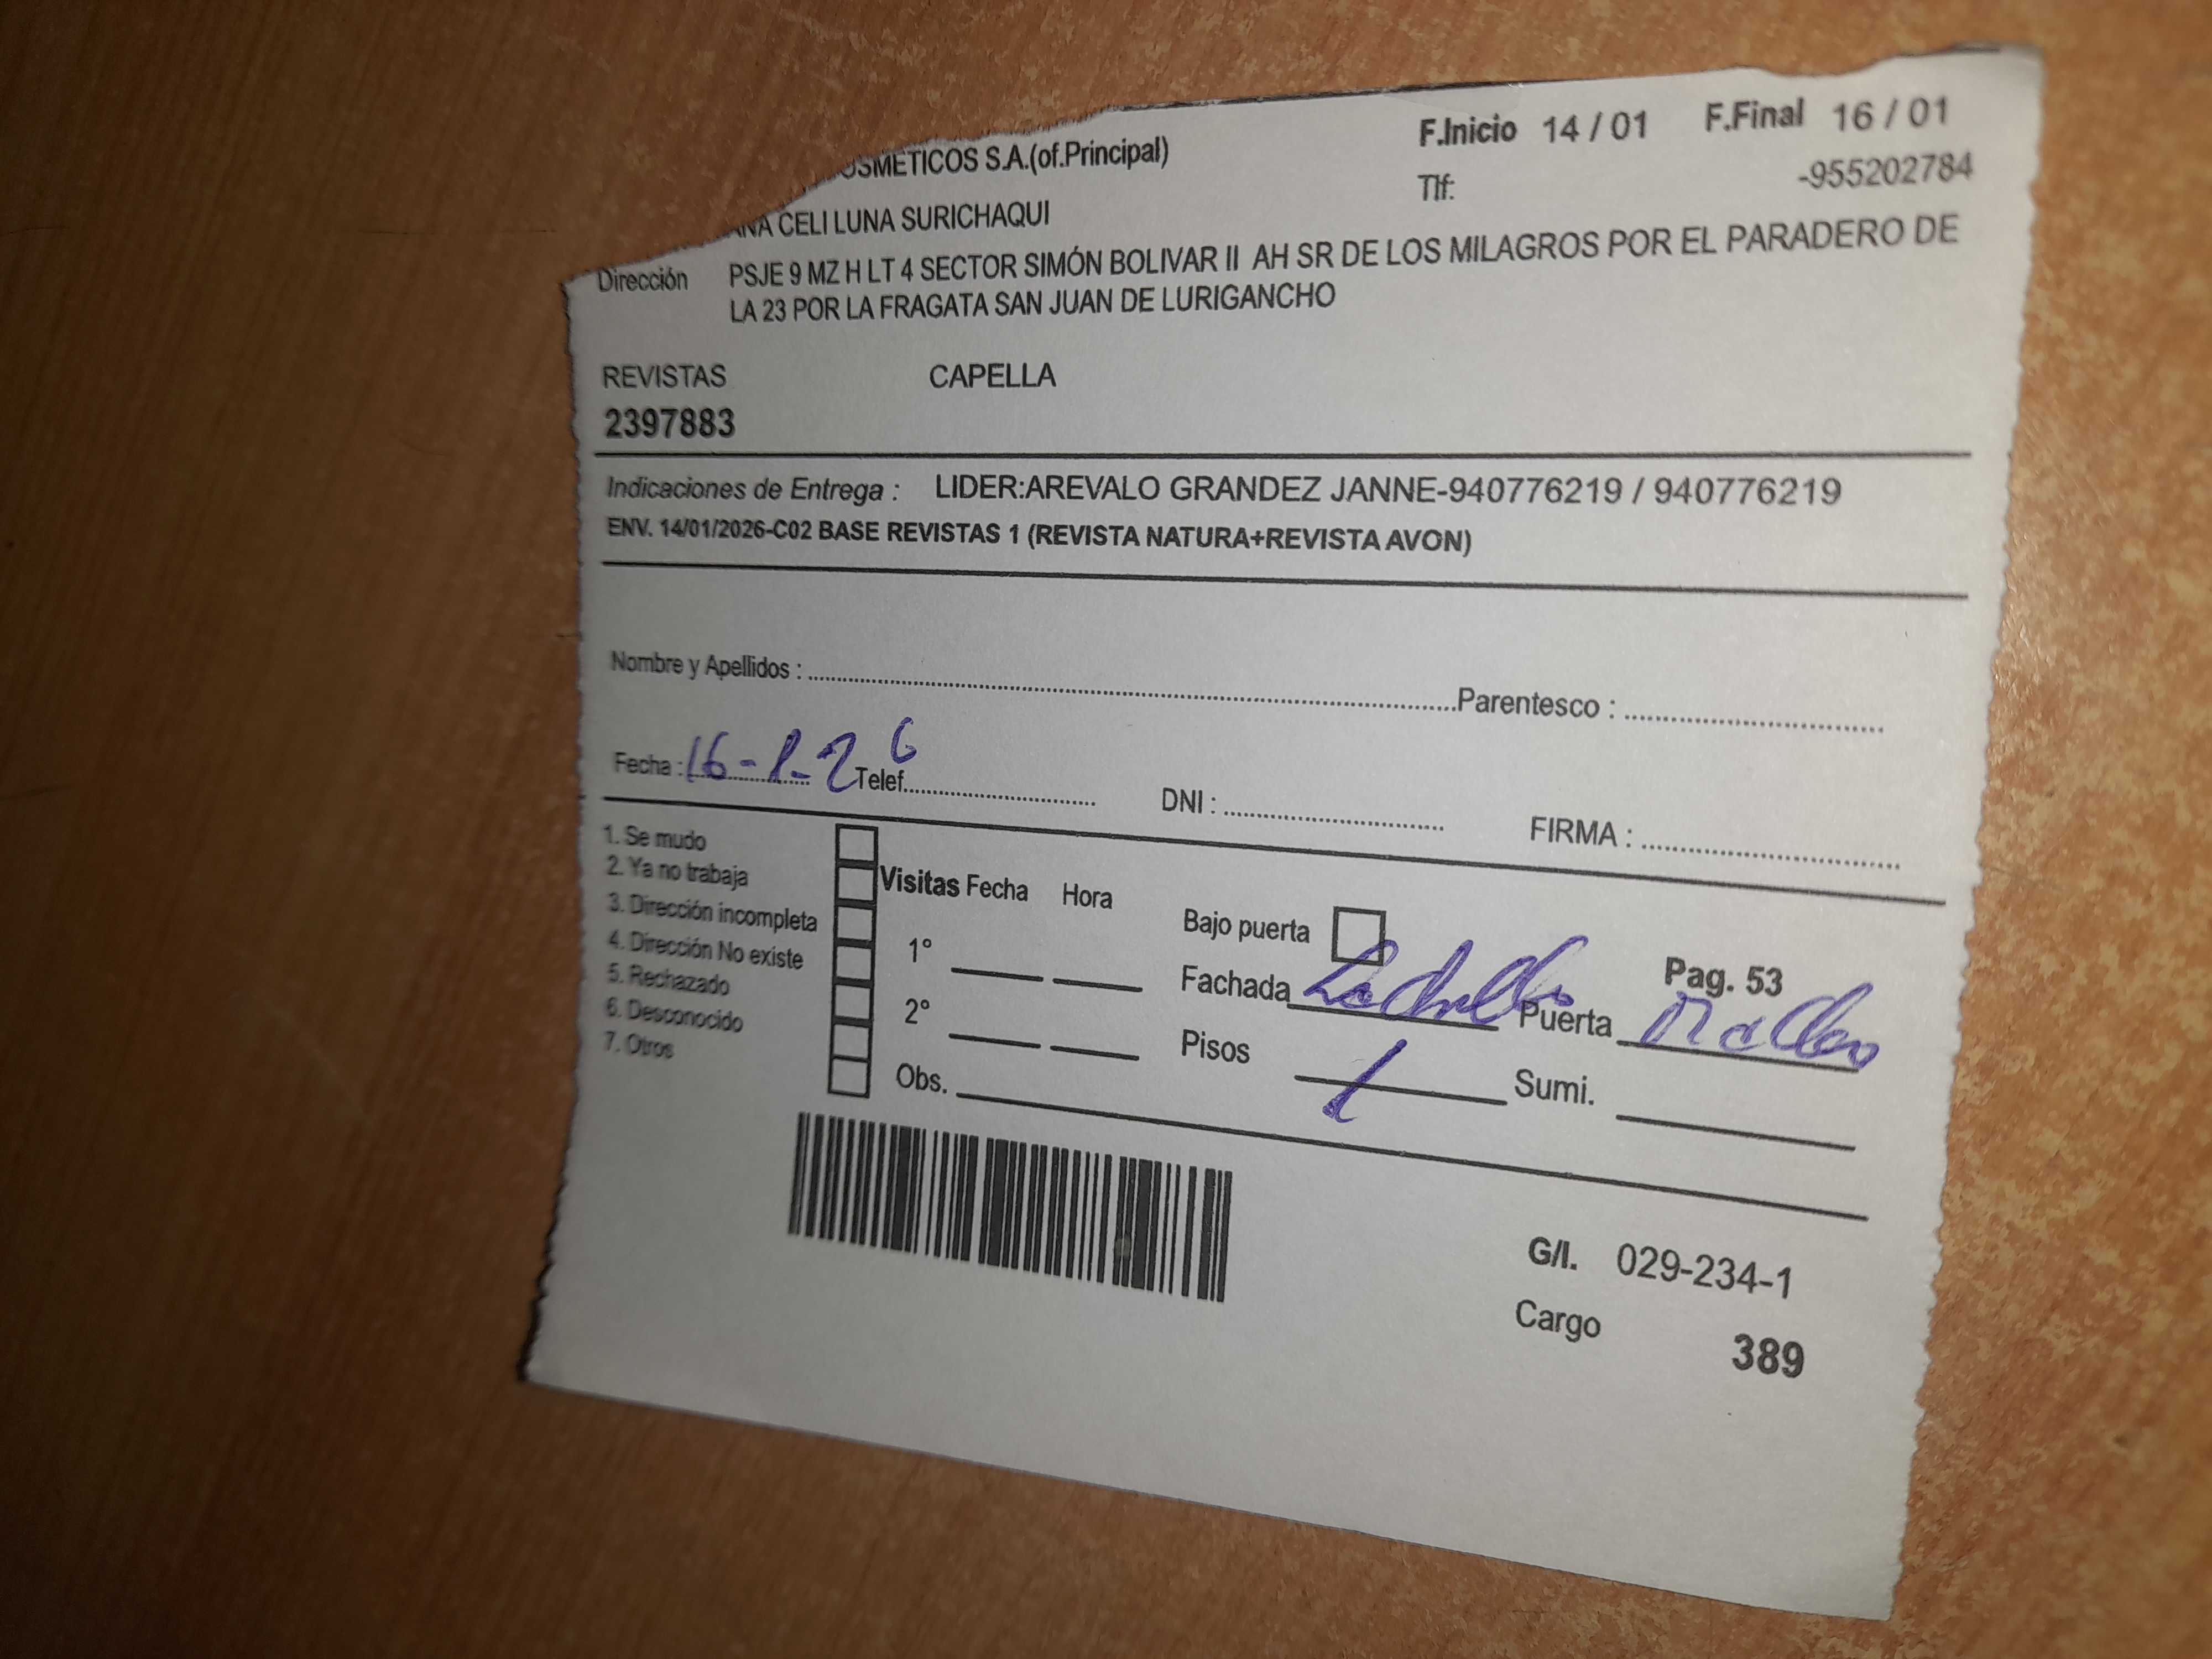 OSMETICOS S.A.(of.Principal) F.Inicio 14 / 01 F.Final 16 / 01
Tlf: -955202784
ANA CELI LUNA SURICHAQUI
Dirección PSJE 9 MZ H LT 4 SECTOR SIMÓN BOLIVAR II AH SR DE LOS MILAGROS POR EL PARADERO DE
LA 23 POR LA FRAGATA SAN JUAN DE LURIGANCHO
REVISTAS CAPELLA
2397883
Indicaciones de Entrega : LIDER:AREVALO GRANDEZ JANNE-940776219 / 940776219
ENV. 14/01/2026-C02 BASE REVISTAS 1 (REVISTA NATURA+REVISTA AVON)
Nombre y Apellidos : Parentesco :
Fecha : 16-1-26 Telef. DNI : FIRMA :
1. Se mudo
2. Ya no trabaja
3. Dirección incompleta
4. Dirección No existe
5. Rechazado
6. Desconocido
7. Otros
Visitas Fecha Hora
1°
2°
Obs.
Bajo puerta Pag. 53
Fachada Ladrillo Puerta
Pisos 1 Sumi.
G/I. 029-234-1
Cargo 389